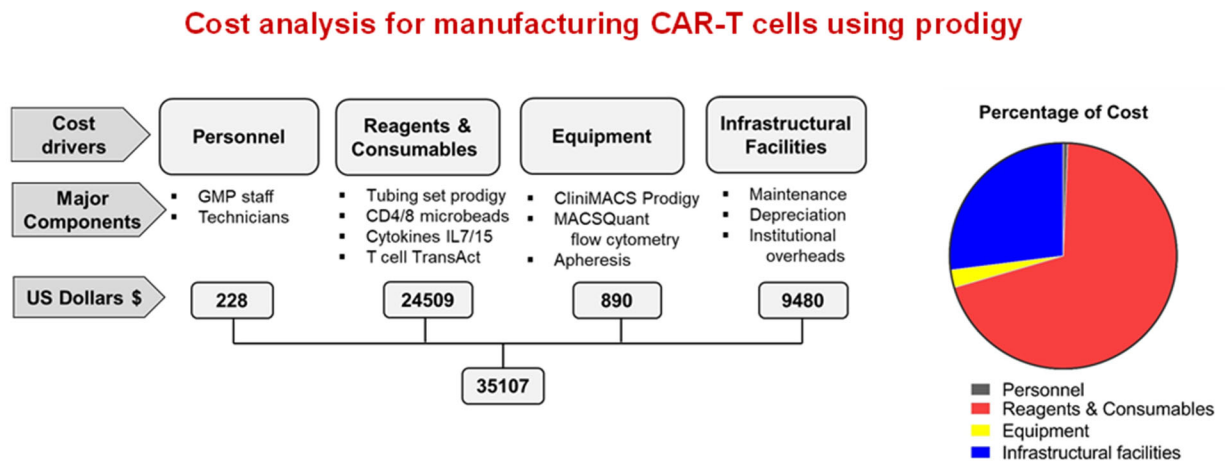 Cost analysis for manufacturing CAR-T cells using prodigy
Cost
drivers
Personnel
Reagents &
Consumables
Equipment
Infrastructural
Facilities
Major
Components
▪ GMP staff
▪ Technicians
▪ Tubing set prodigy
▪ CD4/8 microbeads
▪ Cytokines IL7/15
▪ T cell TransAct
▪ CliniMACS Prodigy
▪ MACSQuant
flow cytometry
▪ Apheresis
▪ Maintenance
▪ Depreciation
▪ Institutional
overheads
US Dollars $
228
24509
890
9480
35107
Percentage of Cost
Personnel
Reagents & Consumables
Equipment
Infrastructural facilities